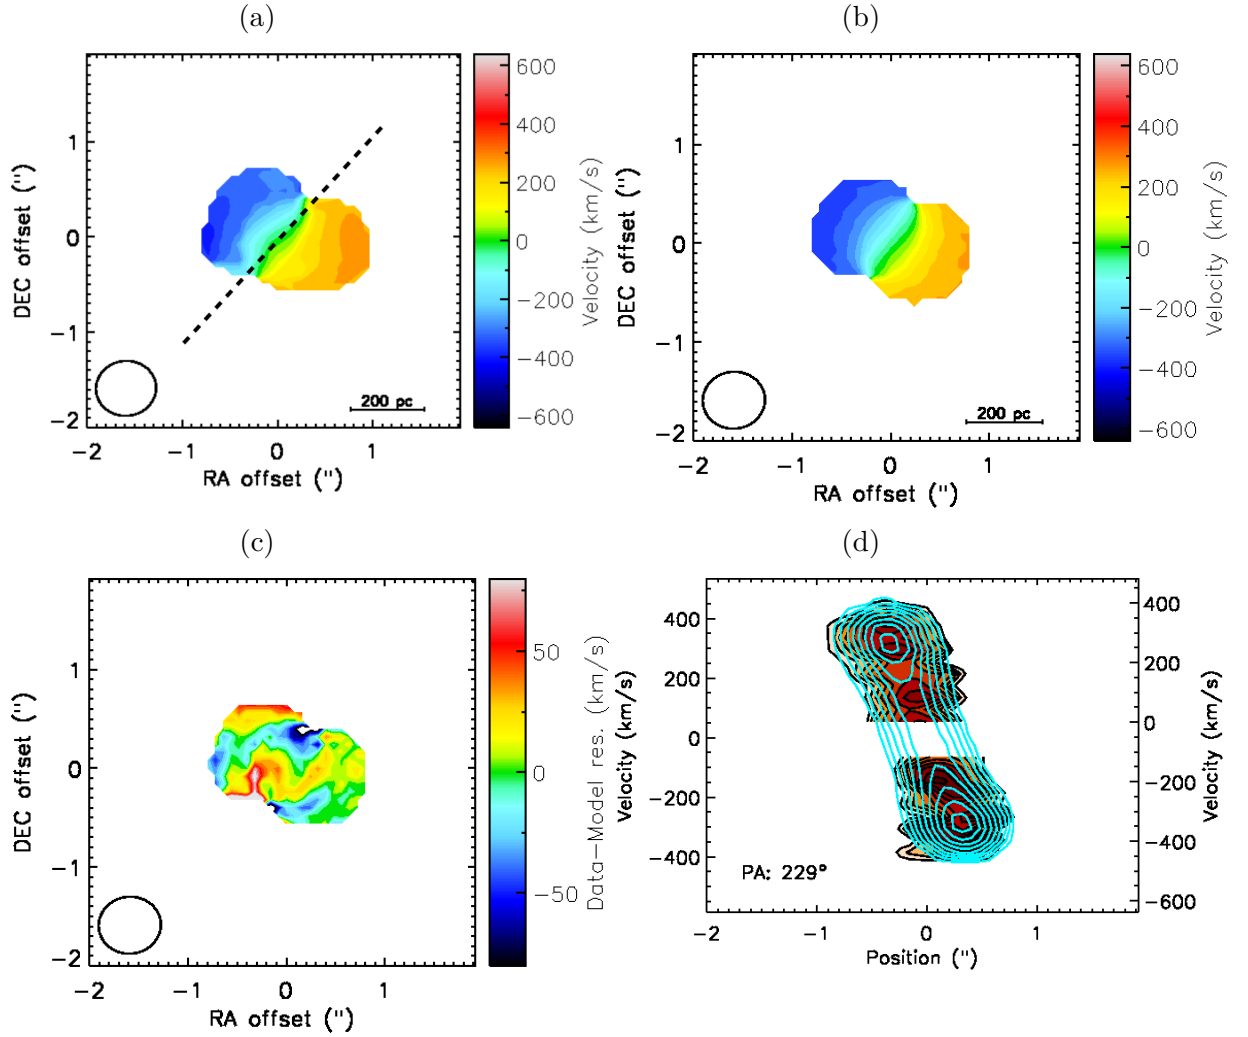 (a)
(b)
DEC offset (")
1
0
−1
−2
−2
−1
0
1
RA offset (")
200 pc
600
400
200
0
−200
−400
−600
Velocity (km/s)
DEC offset (")
1
0
−1
−2
−2
−1
0
1
RA offset (")
200 pc
600
400
200
0
−200
−400
−600
Velocity (km/s)
(c)
(d)
DEC offset (")
1
0
−1
−2
−2
−1
0
1
RA offset (")
50
0
−50
Data−Model res. (km/s)
Velocity (km/s)
400
200
0
−200
−400
PA: 229°
−2
−1
0
1
Position (")
400
200
0
−200
−400
−600
Velocity (km/s)